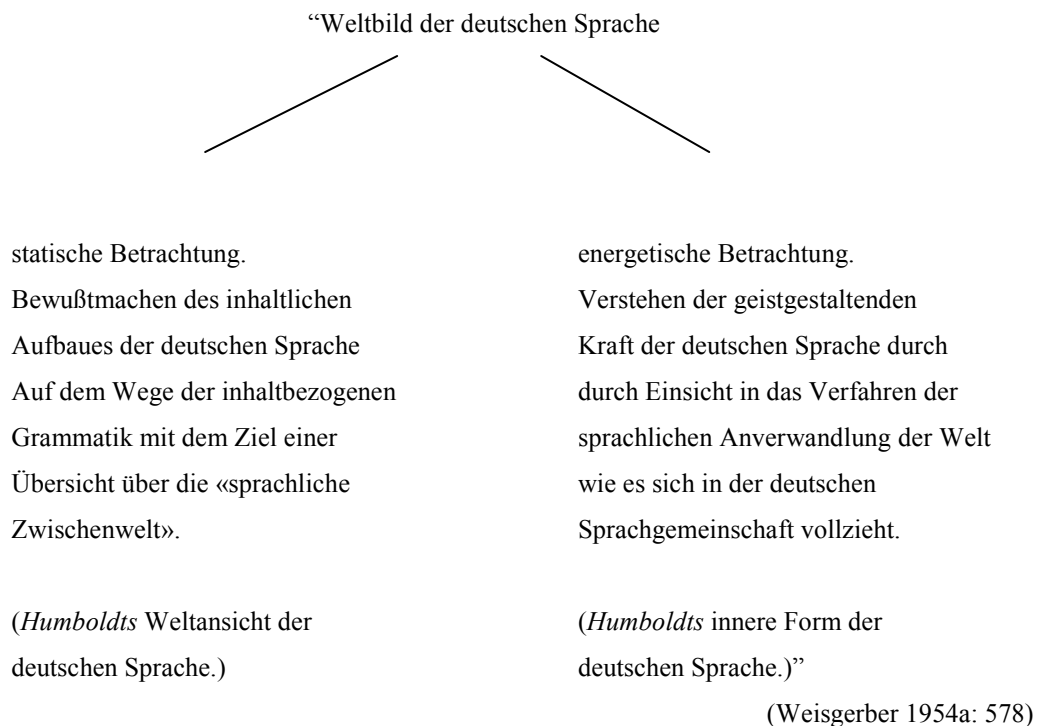 “Weltbild der deutschen Sprache
statische Betrachtung.
Bewußtmachen des inhaltlichen
Aufbaues der deutschen Sprache
Auf dem Wege der inhaltbezogenen
Grammatik mit dem Ziel einer
Übersicht über die «sprachliche
Zwischenwelt».
(Humboldts Weltansicht der
deutschen Sprache.)
energetische Betrachtung.
Verstehen der geistgestaltenden
Kraft der deutschen Sprache durch
durch Einsicht in das Verfahren der
sprachlichen Anverwandlung der Welt
wie es sich in der deutschen
Sprachgemeinschaft vollzieht.
(Humboldts innere Form der
deutschen Sprache.)”
(Weisgerber 1954a: 578)